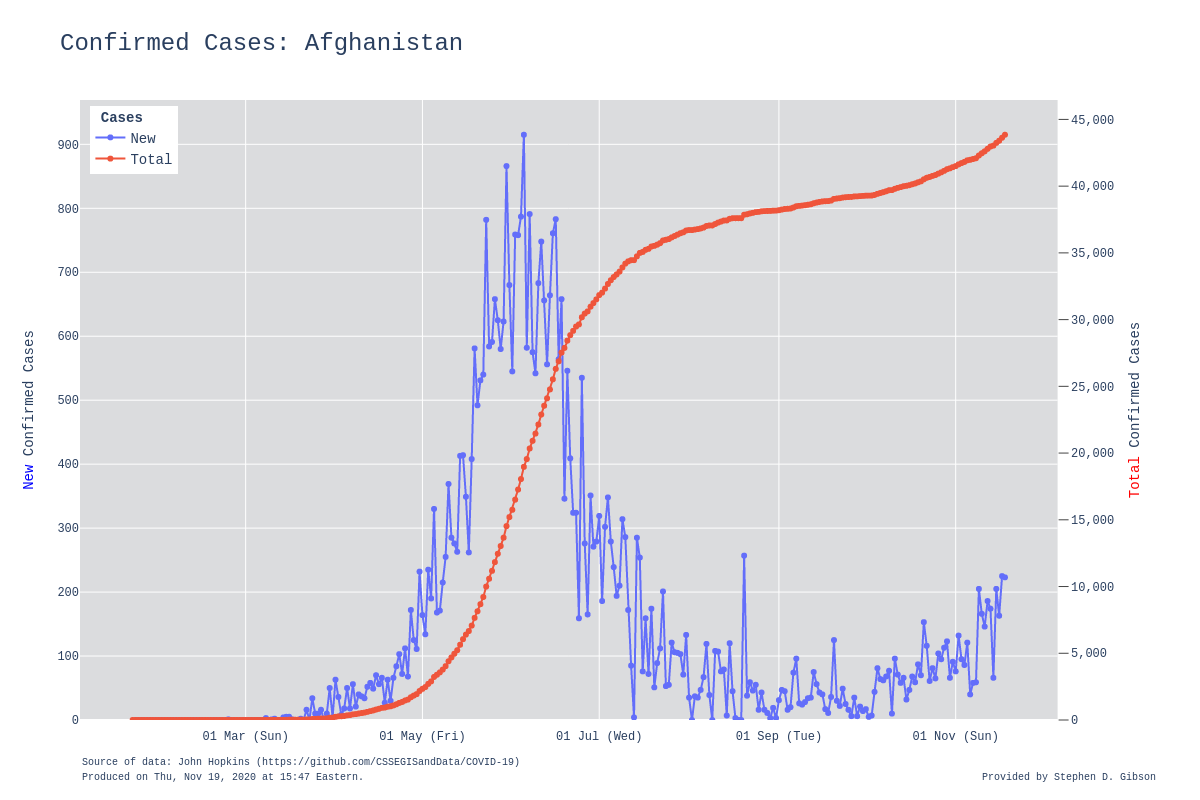 Confirmed Cases: Afghanistan
Cases
New
Total
900
800
700
600
500
400
300
200
100
0
45,000
40,000
35,000
30,000
25,000
20,000
15,000
10,000
5,000
0
New Confirmed Cases
Total Confirmed Cases
01 Mar (Sun)
01 May (Fri)
01 Jul (Wed)
01 Sep (Tue)
01 Nov (Sun)
Source of data: John Hopkins (https://github.com/CSSEGISandData/COVID-19)
Produced on Thu, Nov 19, 2020 at 15:47 Eastern.
Provided by Stephen D. Gibson